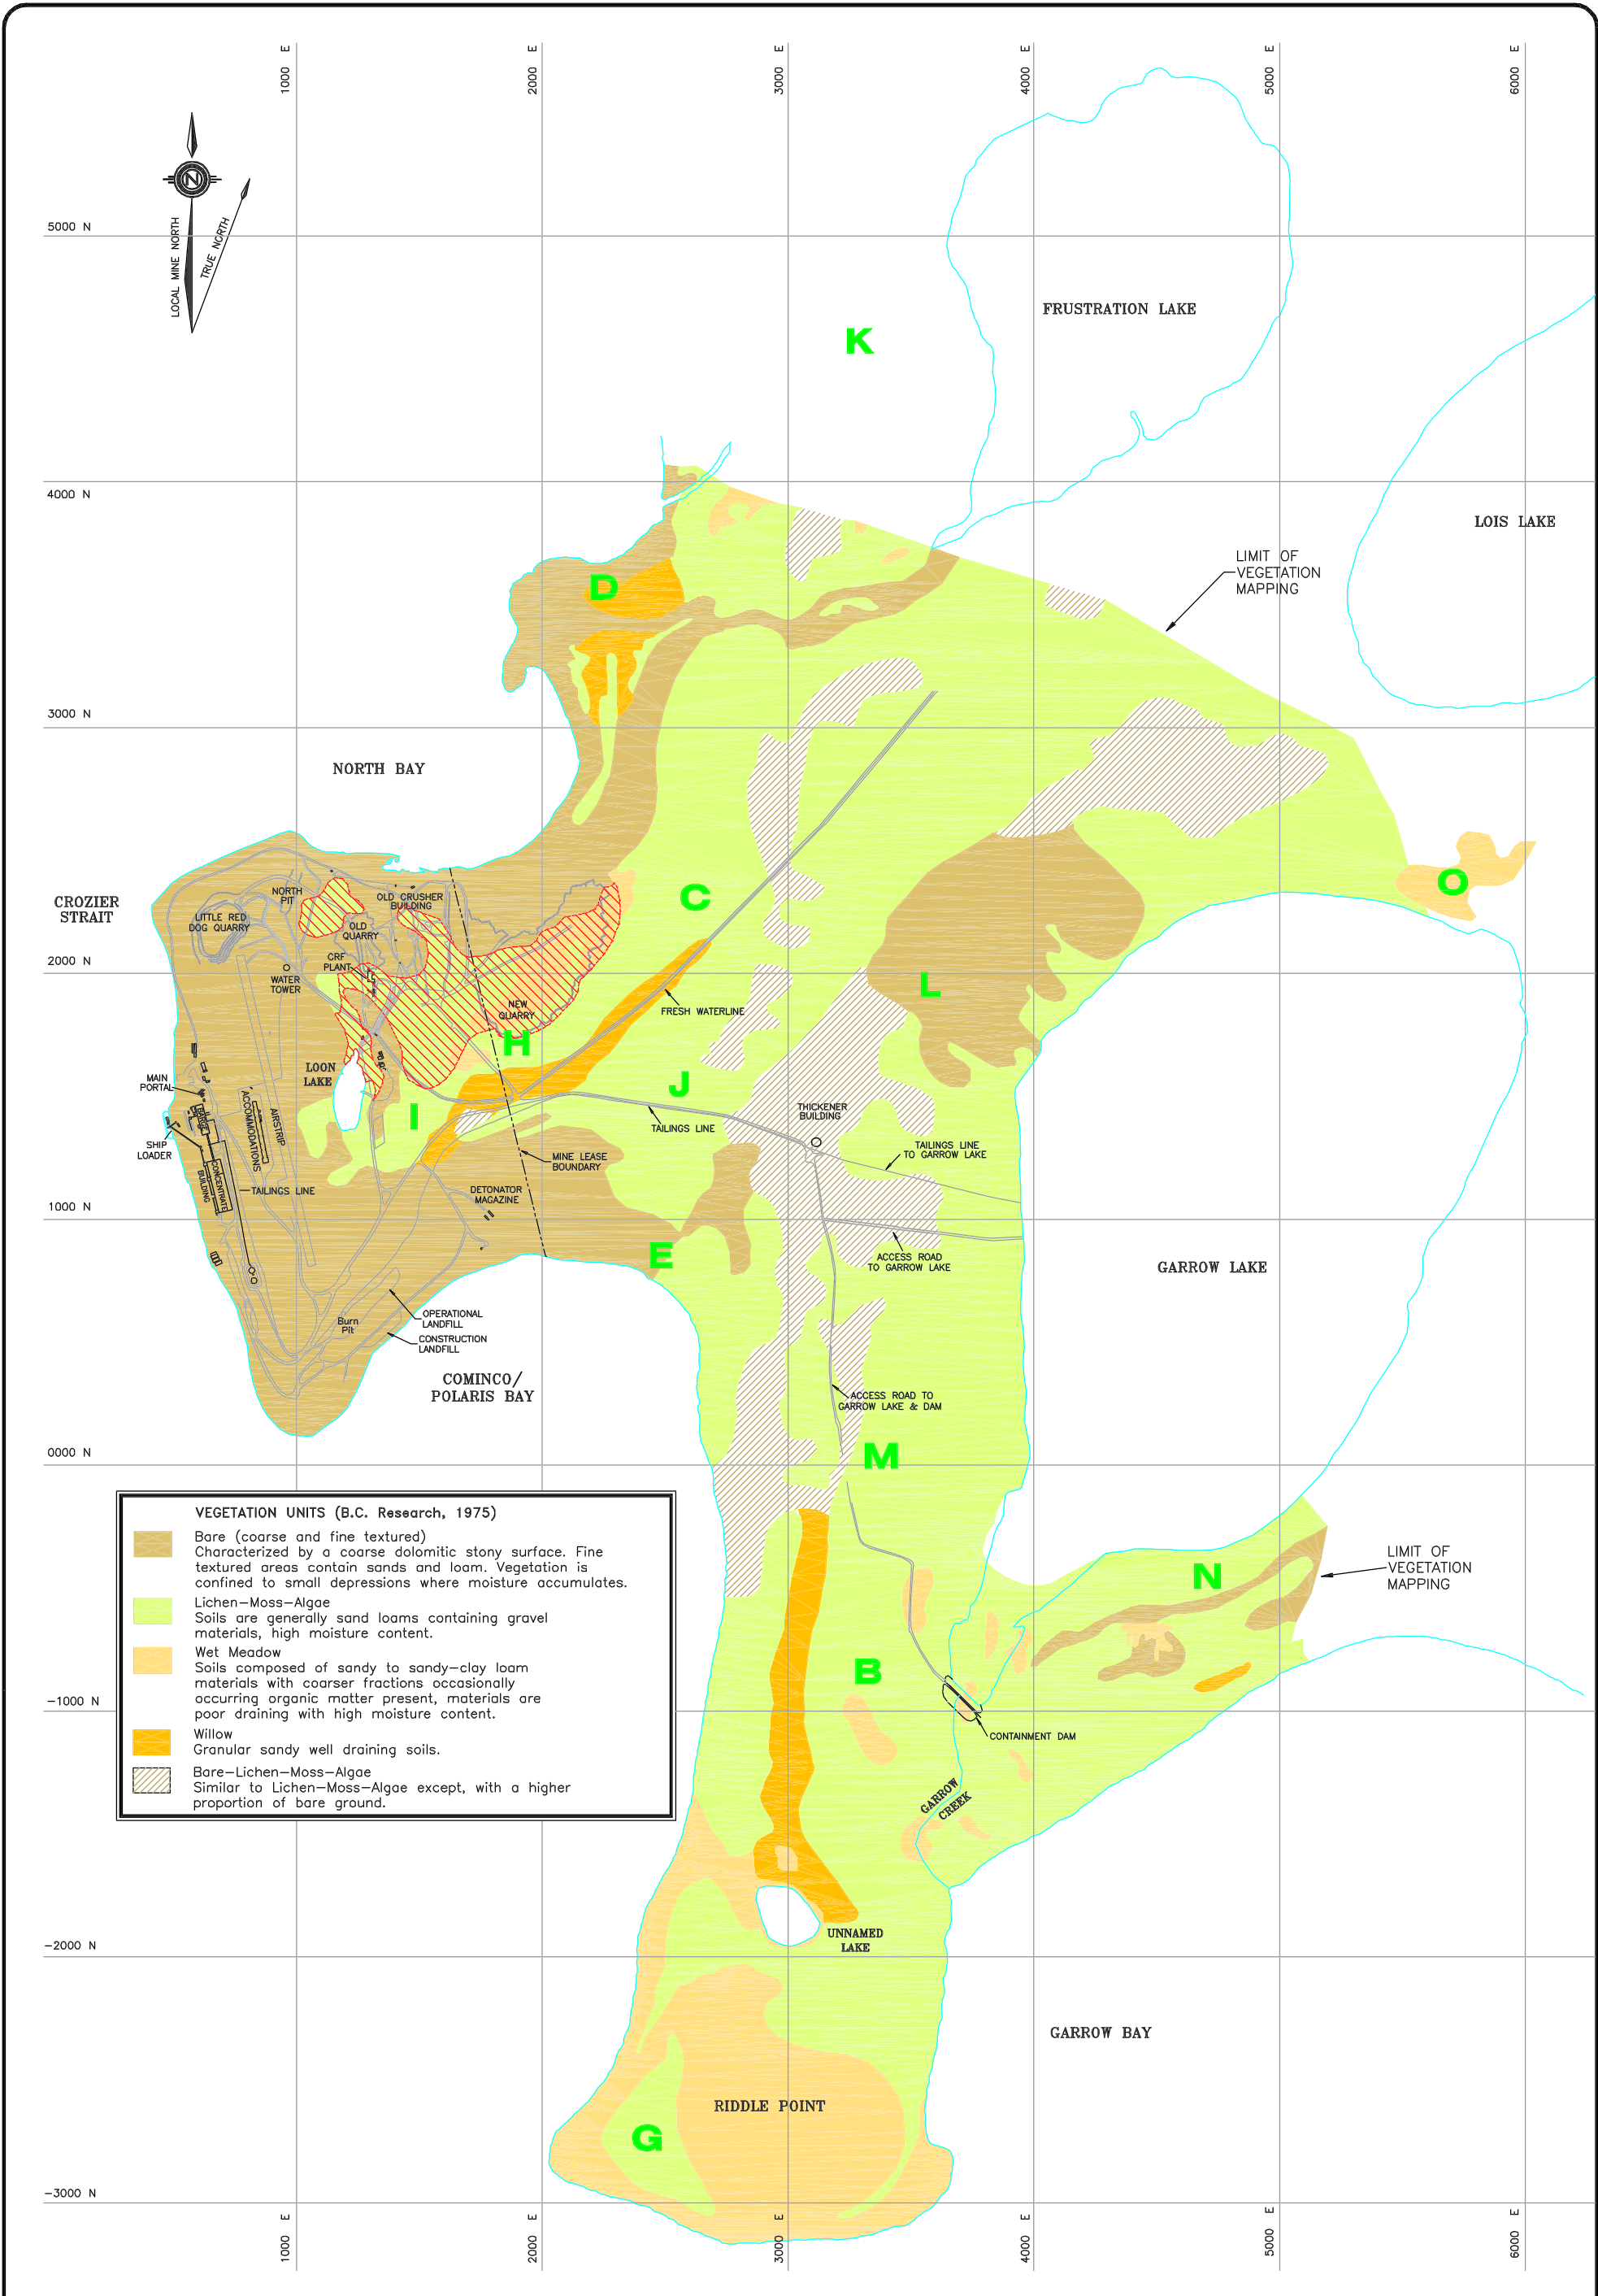 1000 E
2000 E
3000 E
4000 E
5000 E
6000 E
N
LOCAL MINE NORTH
TRUE NORTH
5000 N
FRUSTRATION LAKE
K
4000 N
LOIS LAKE
LIMIT OF
VEGETATION
MAPPING
D
3000 N
NORTH BAY
CROZIER
STRAIT
NORTH
PIT
OLD CRUSHER
BUILDING
LITTLE RED
DOG QUARRY
OLD
QUARRY
C
O
CRF
PLANT
2000 N
WATER
TOWER
L
NEW
QUARRY
FRESH WATERLINE
H
LOON
LAKE
MAIN
PORTAL
J
I
ACCOMMODATIONS
AIRSTRIP
THICKENER
BUILDING
TAILINGS LINE
SHIP
LOADER
TAILINGS LINE
TO GARROW LAKE
MINE LEASE
BOUNDARY
CONCENTRATE
BUILDING
BARGE
TAILINGS LINE
DETONATOR
MAGAZINE
1000 N
E
ACCESS ROAD
TO GARROW LAKE
GARROW LAKE
OPERATIONAL
LANDFILL
Burn
Pit
CONSTRUCTION
LANDFILL
COMINCO/
POLARIS BAY
ACCESS ROAD TO
GARROW LAKE & DAM
0000 N
M
VEGETATION UNITS (B.C. Research, 1975)
Bare (coarse and fine textured)
Characterized by a coarse dolomitic stony surface. Fine
textured areas contain sands and loam. Vegetation is
confined to small depressions where moisture accumulates.
Lichen-Moss-Algae
Soils are generally sand loams containing gravel
materials, high moisture content.
Wet Meadow
Soils composed of sandy to sandy-clay loam
materials with coarser fractions occasionally
occurring organic matter present, materials are
poor draining with high moisture content.
Willow
Granular sandy well draining soils.
Bare-Lichen-Moss-Algae
Similar to Lichen-Moss-Algae except, with a higher
proportion of bare ground.
N
LIMIT OF
VEGETATION
MAPPING
B
-1000 N
CONTAINMENT DAM
GARROW
CREEK
UNNAMED
LAKE
-2000 N
GARROW BAY
RIDDLE POINT
G
-3000 N
1000 E
2000 E
3000 E
4000 E
5000 E
6000 E